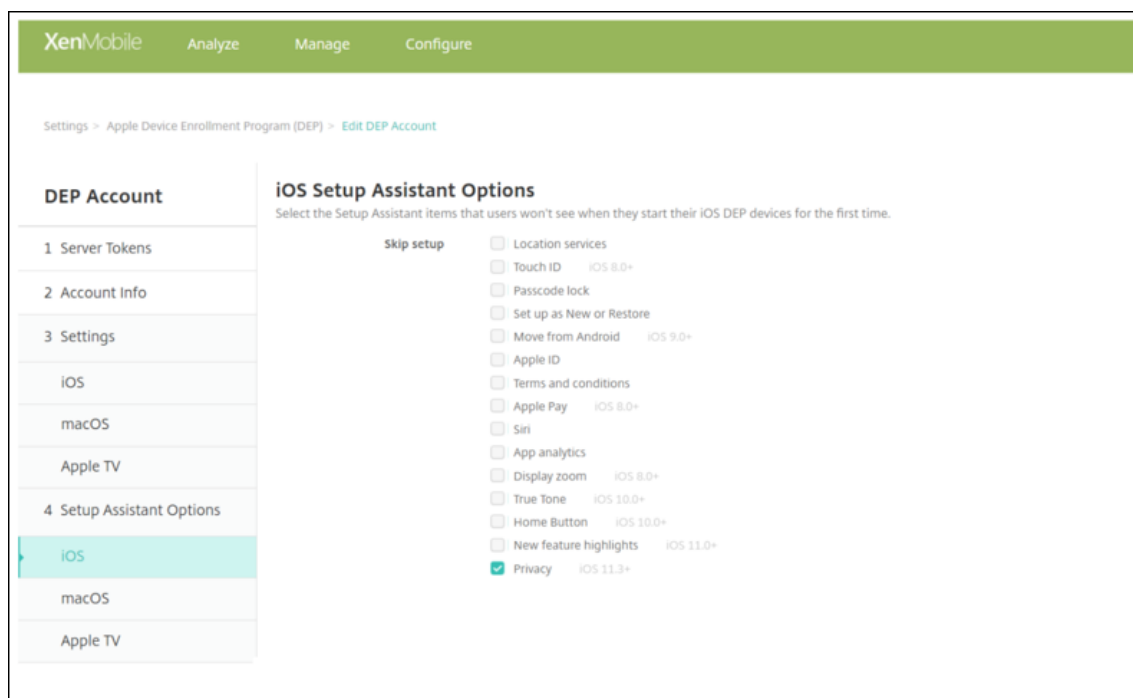 XenMobile Analyze Manage Configure
Settings > Apple Device Enrollment Program (DEP) > Edit DEP Account
DEP Account
1 Server Tokens
2 Account Info
3 Settings
iOS
macOS
Apple TV
4 Setup Assistant Options
iOS
macOS
Apple TV
iOS Setup Assistant Options
Select the Setup Assistant items that users won't see when they start their iOS DEP devices for the first time.
Skip setup Location services
Touch ID iOS 8.0+
Passcode lock
Set up as New or Restore
Move from Android iOS 9.0+
Apple ID
Terms and conditions
Apple Pay iOS 8.0+
Siri
App analytics
Display zoom iOS 8.0+
True Tone iOS 10.0+
Home Button iOS 10.0+
New feature highlights iOS 11.0+
Privacy iOS 11.3+